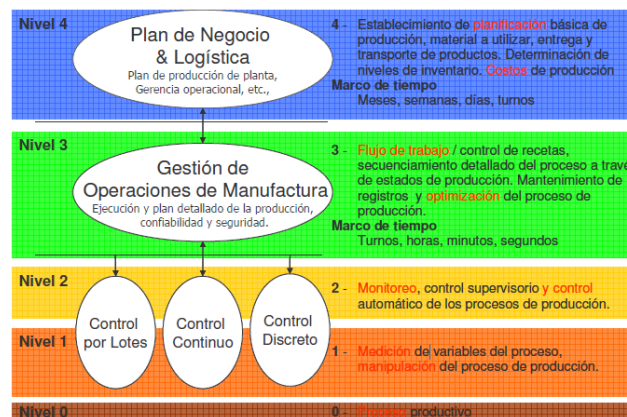 Nivel 4
Plan de Negocio
& Logística
Plan de producción de planta,
Gerencia operacional, etc.,
4 - Establecimiento de planificación básica de
producción, material a utilizar, entrega y
transporte de productos. Determinación de
niveles de inventario. Costos de producción
Marco de tiempo
Meses, semanas, días, turnos
Nivel 3
Gestión de
Operaciones de Manufactura
Ejecución y plan detallado de la producción,
confiabilidad y seguridad.
3 - Flujo de trabajo / control de recetas,
secuenciamiento detallado del proceso a travé
de estados de producción. Mantenimiento de
registros y optimización del proceso de
producción.
Marco de tiempo
Turnos, horas, minutos, segundos
Nivel 2
2 - Monitoreo, control supervisorio y control
automático de los procesos de producción.
Control
por Lotes
Control
Continuo
Control
Discreto
Nivel 1
1 - Medición de variables del proceso,
manipulación del proceso de producción.
Nivel 0
0 - Proceso productivo